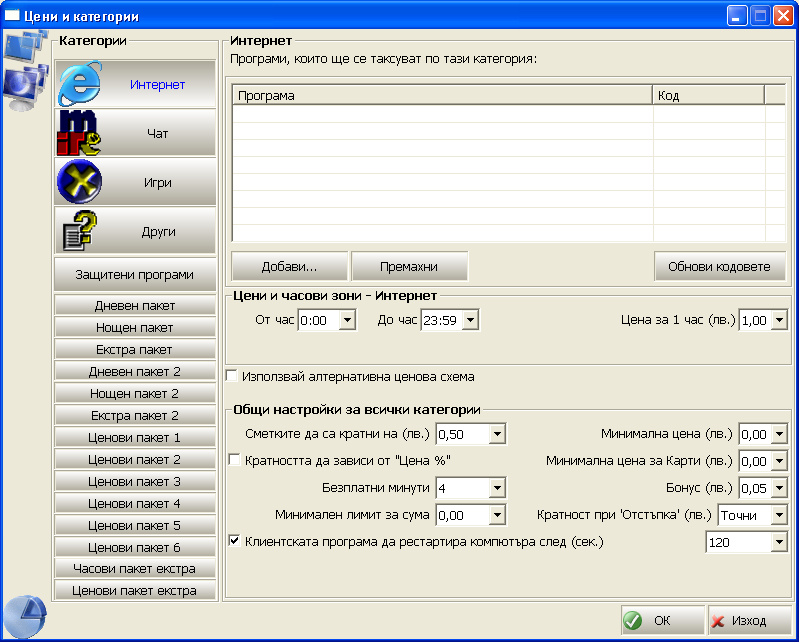 Цени и категории
Категории
Интернет
Чат
Игри
Други
Защитени програми
Дневен пакет
Нощен пакет
Екстра пакет
Дневен пакет 2
Нощен пакет 2
Екстра пакет 2
Ценови пакет 1
Ценови пакет 2
Ценови пакет 3
Ценови пакет 4
Ценови пакет 5
Ценови пакет 6
Часови пакет екстра
Ценови пакет екстра
Интернет
Програми, които ще се таксуват по тази категория:
Програма Код
Добави... Премахни Обнови кодовете
Цени и часови зони - Интернет
От час 0:00 До час 23:59 Цена за 1 час (лв.) 1,00
Използвай алтернативна ценова схема
Общи настройки за всички категории
Сметките да са кратни на (лв.) 0,50 Минимална цена (лв.) 0,00
Кратността да зависи от "Цена %" Минимална цена за Карти (лв.) 0,00
Безплатни минути 4 Бонус (лв.) 0,05
Минимален лимит за сума 0,00 Кратност при 'Отстъпка' (лв.) Точни
Клиентската програма да рестартира компютъра след (сек.) 120
OK Изход